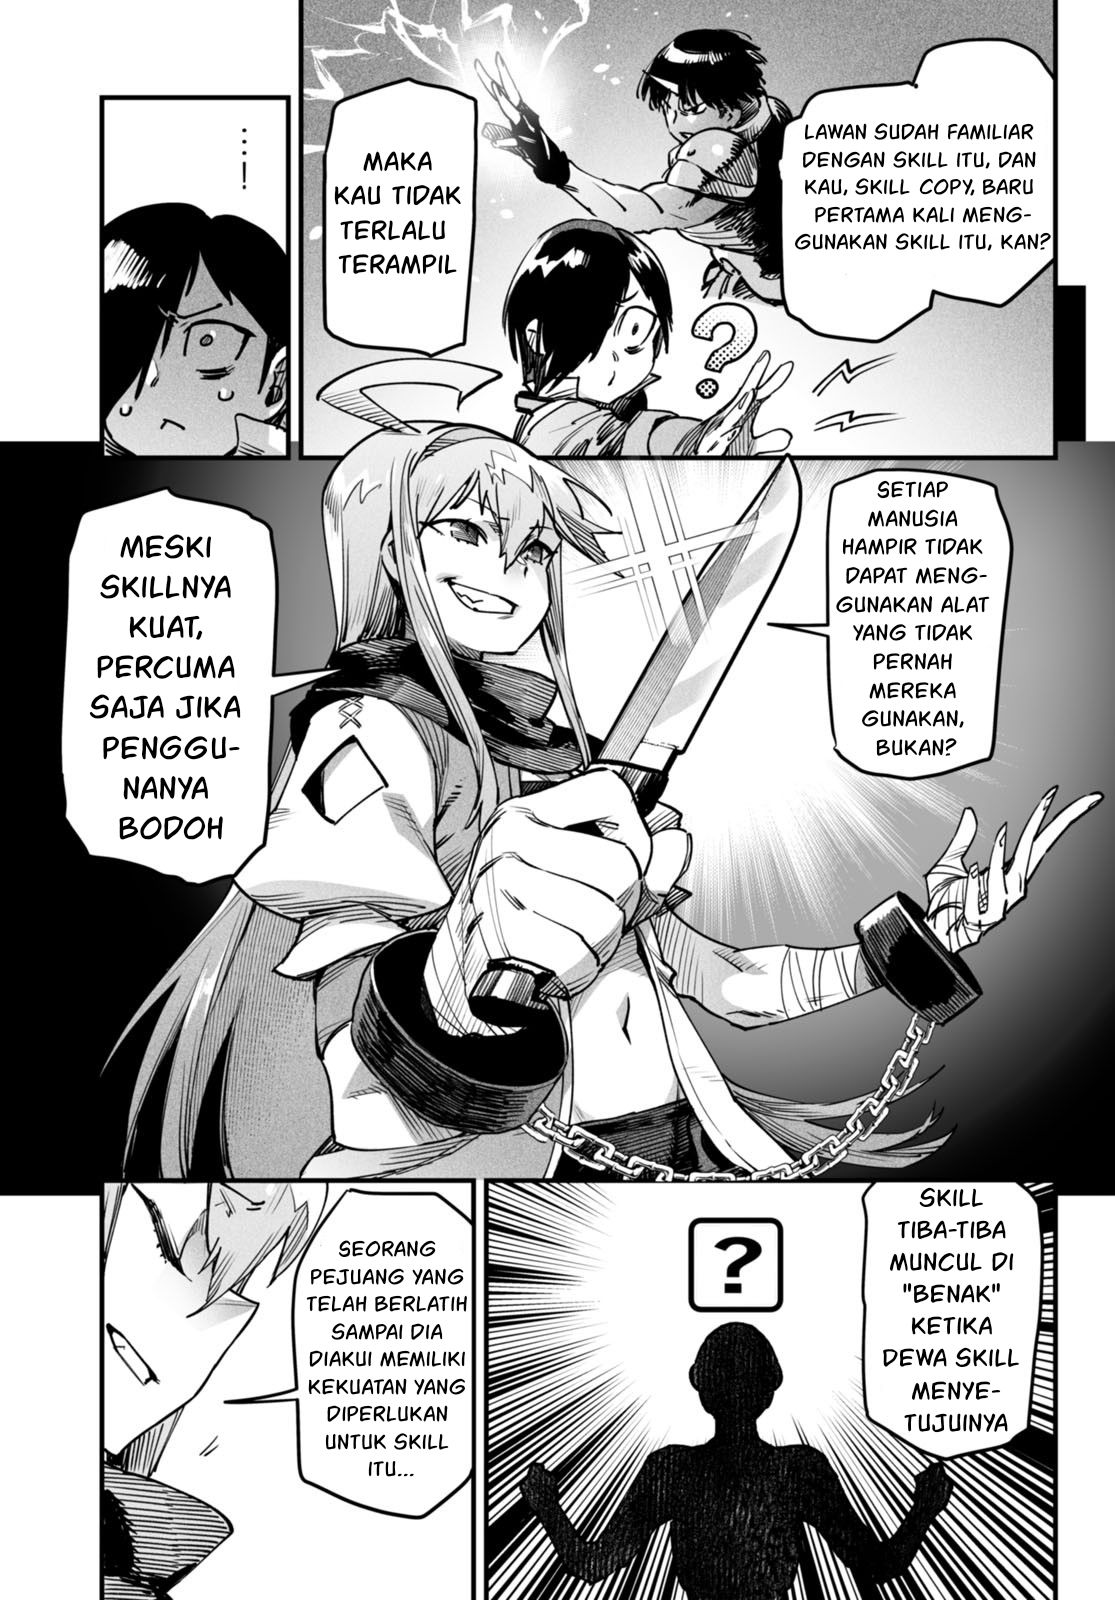 LAWAN SUDAH FAMILIAR
DENGAN SKILL ITU, DAN
KAU, SKILL COPY, BARU
PERTAMA KALI MENG-
GUNAKAN SKILL ITU, KAN?
MAKA
KAU TIDAK
TERLALU
TERAMPIL
?
...!
SETIAP
MANUSIA
HAMPIR TIDAK
DAPAT MENG-
GUNAKAN ALAT
YANG TIDAK
PERNAH
MEREKA
GUNAKAN,
BUKAN?
MESKI
SKILLNYA
KUAT,
PERCUMA
SAJA JIKA
PENGGU-
NANYA
BODOH
SKILL
TIBA-TIBA
MUNCUL DI
"BENAK"
KETIKA
DEWA SKILL
MENYE-
TUJUINYA
?
SEORANG
PEJUANG YANG
TELAH BERLATIH
SAMPAI DIA
DIAKUI MEMILIKI
KEKUATAN YANG
DIPERLUKAN
UNTUK SKILL
ITU...